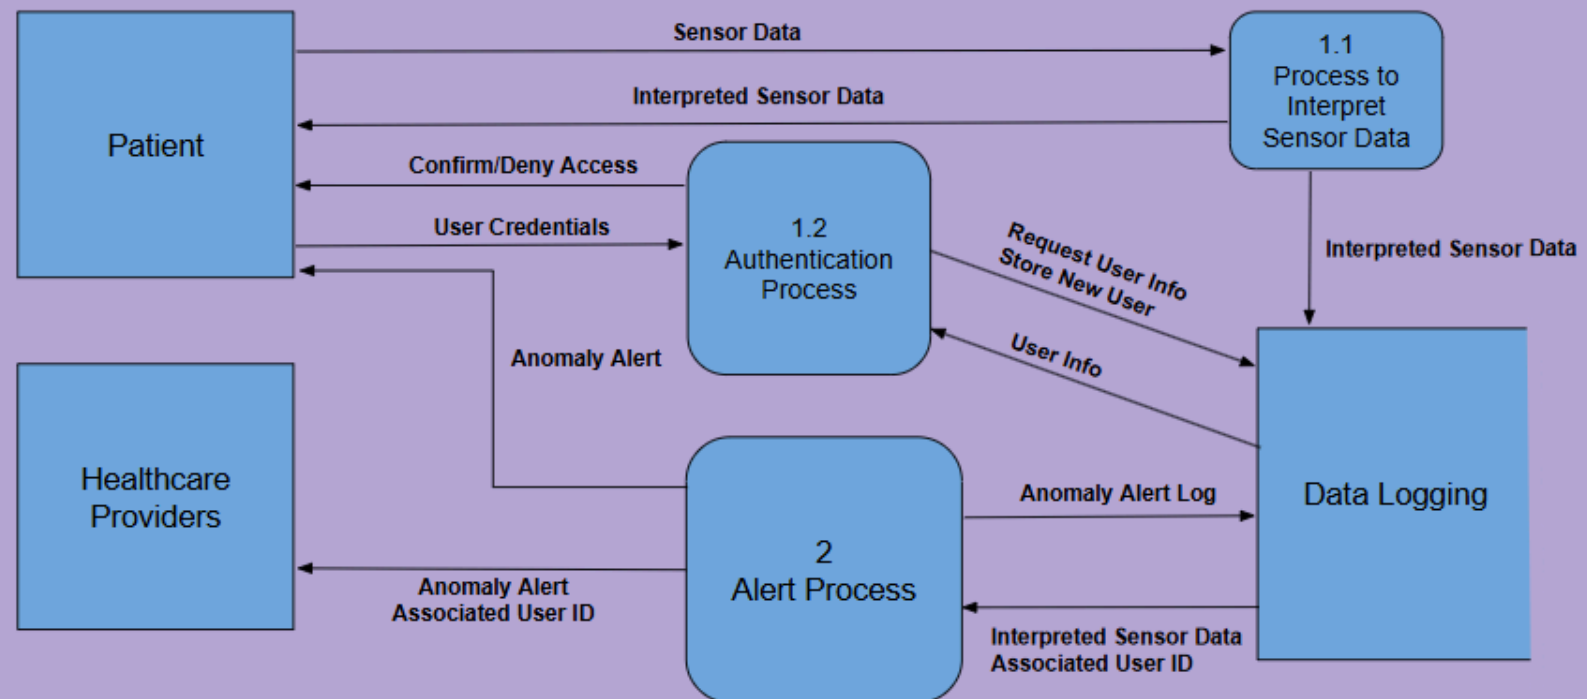 Sensor Data
1.1
Process to
Interpret
Sensor Data
Interpreted Sensor Data
Patient
Confirm/Deny Access
User Credentials
1.2
Authentication
Process
Request User Info
Store New User
Interpreted Sensor Data
User Info
Anomaly Alert
Healthcare
Providers
Anomaly Alert Log
Data Logging
2
Alert Process
Anomaly Alert
Associated User ID
Interpreted Sensor Data
Associated User ID